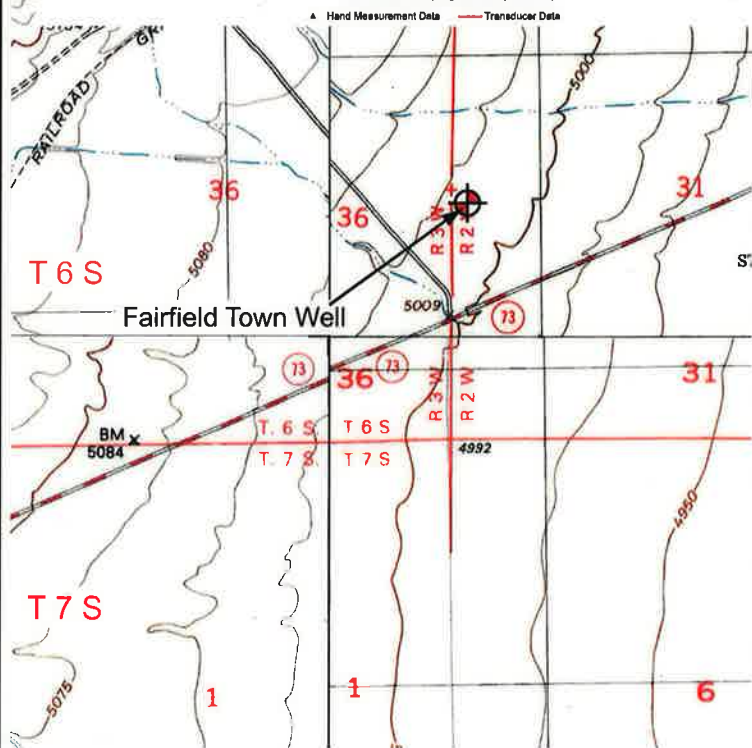 Hand Measurement Data Transducer Data
RAILROAD
5000
36
36
31
R 3 W
R 2 W
T 6 S
5080
5009
Fairfield Town Well
73
73
36
73
31
R 3 W
R 2 W
BM
5084
T. 6 S.
T 6 S
T. 7 S.
T 7 S
4992
4950
T 7 S
5075
1
1
6